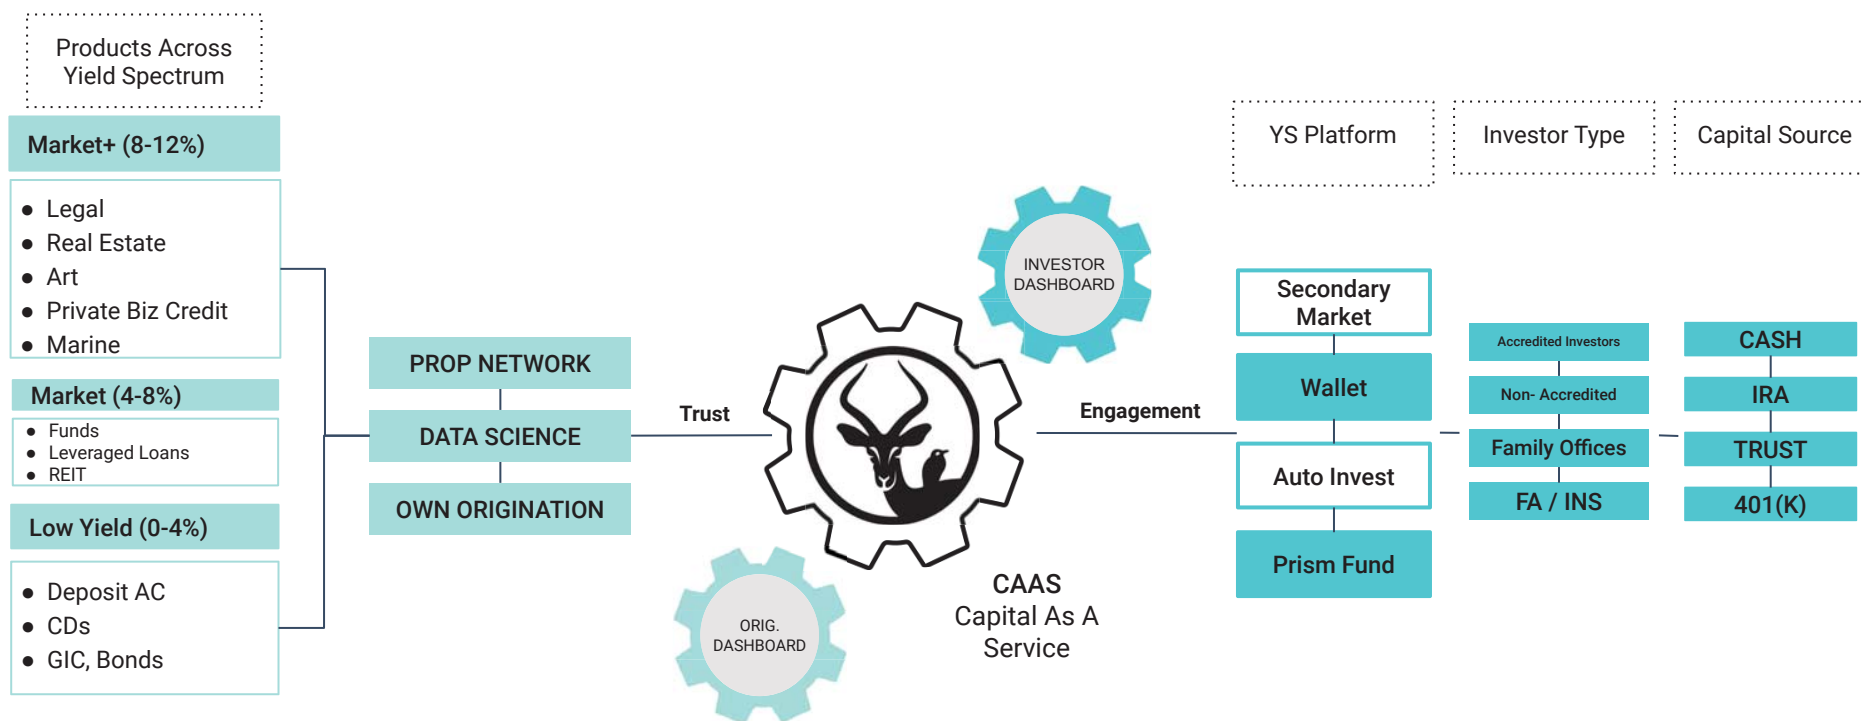 Products Across
Yield Spectrum
Market+ (8-12%)
● Legal
● Real Estate
● Art
● Private Biz Credit
● Marine
Market (4-8%)
● Funds
● Leveraged Loans
● REIT
Low Yield (0-4%)
● Deposit AC
● CDs
● GIC, Bonds
PROP NETWORK
DATA SCIENCE
OWN ORIGINATION
Trust
ORIG.
DASHBOARD
INVESTOR
DASHBOARD
CAAS
Capital As A
Service
Engagement
YS Platform
Secondary
Market
Wallet
Auto Invest
Prism Fund
Investor Type
Accredited Investors
Non- Accredited
Family Offices
FA / INS
Capital Source
CASH
IRA
TRUST
401(K)